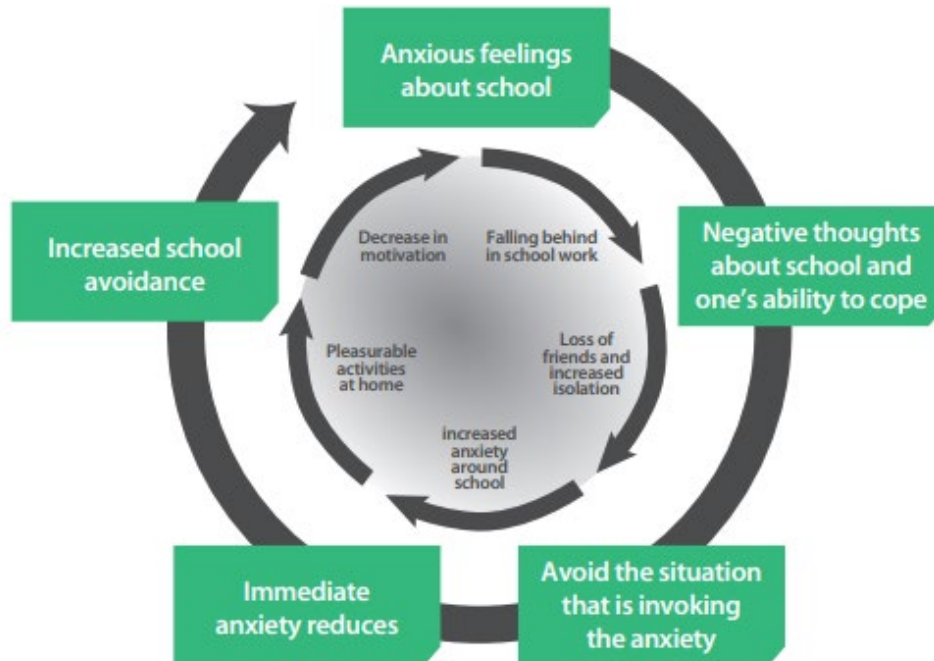 Anxious feelings
about school
Negative thoughts
about school and
one's ability to cope
Avoid the situation
that is invoking
the anxiety
Immediate
anxiety reduces
Increased school
avoidance
Falling behind
in school work
Loss of
friends and
increased
isolation
increased
anxiety
around
school
Pleasurable
activities
at home
Decrease in
motivation